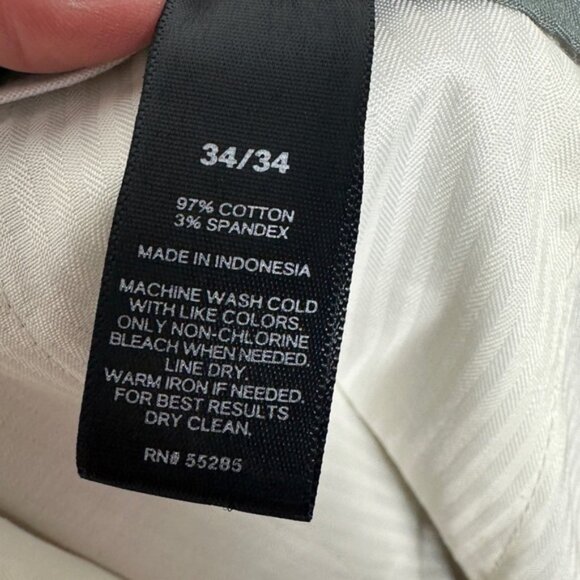 34/34
97% COTTON
3% SPANDEX
MADE IN INDONESIA
MACHINE WASH COLD
WITH LIKE COLORS.
ONLY NON-CHLORINE
BLEACH WHEN NEEDED.
LINE DRY.
WARM IRON IF NEEDED.
FOR BEST RESULTS
DRY CLEAN.
RN# 55285